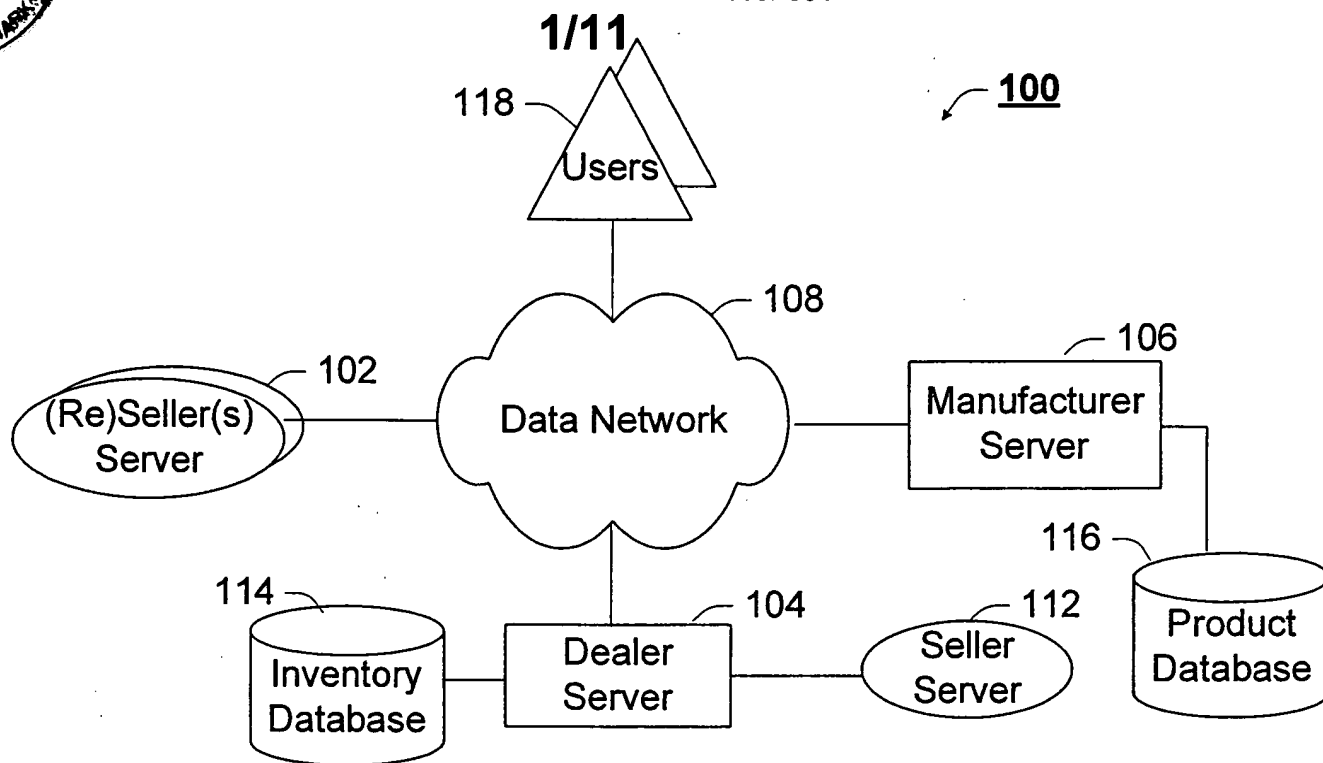 1/11
100
118
Users
108
106
102
(Re)Seller(s)
Server
Data Network
Manufacturer
Server
116
114
104
112
Product
Database
Inventory
Database
Dealer
Server
Seller
Server